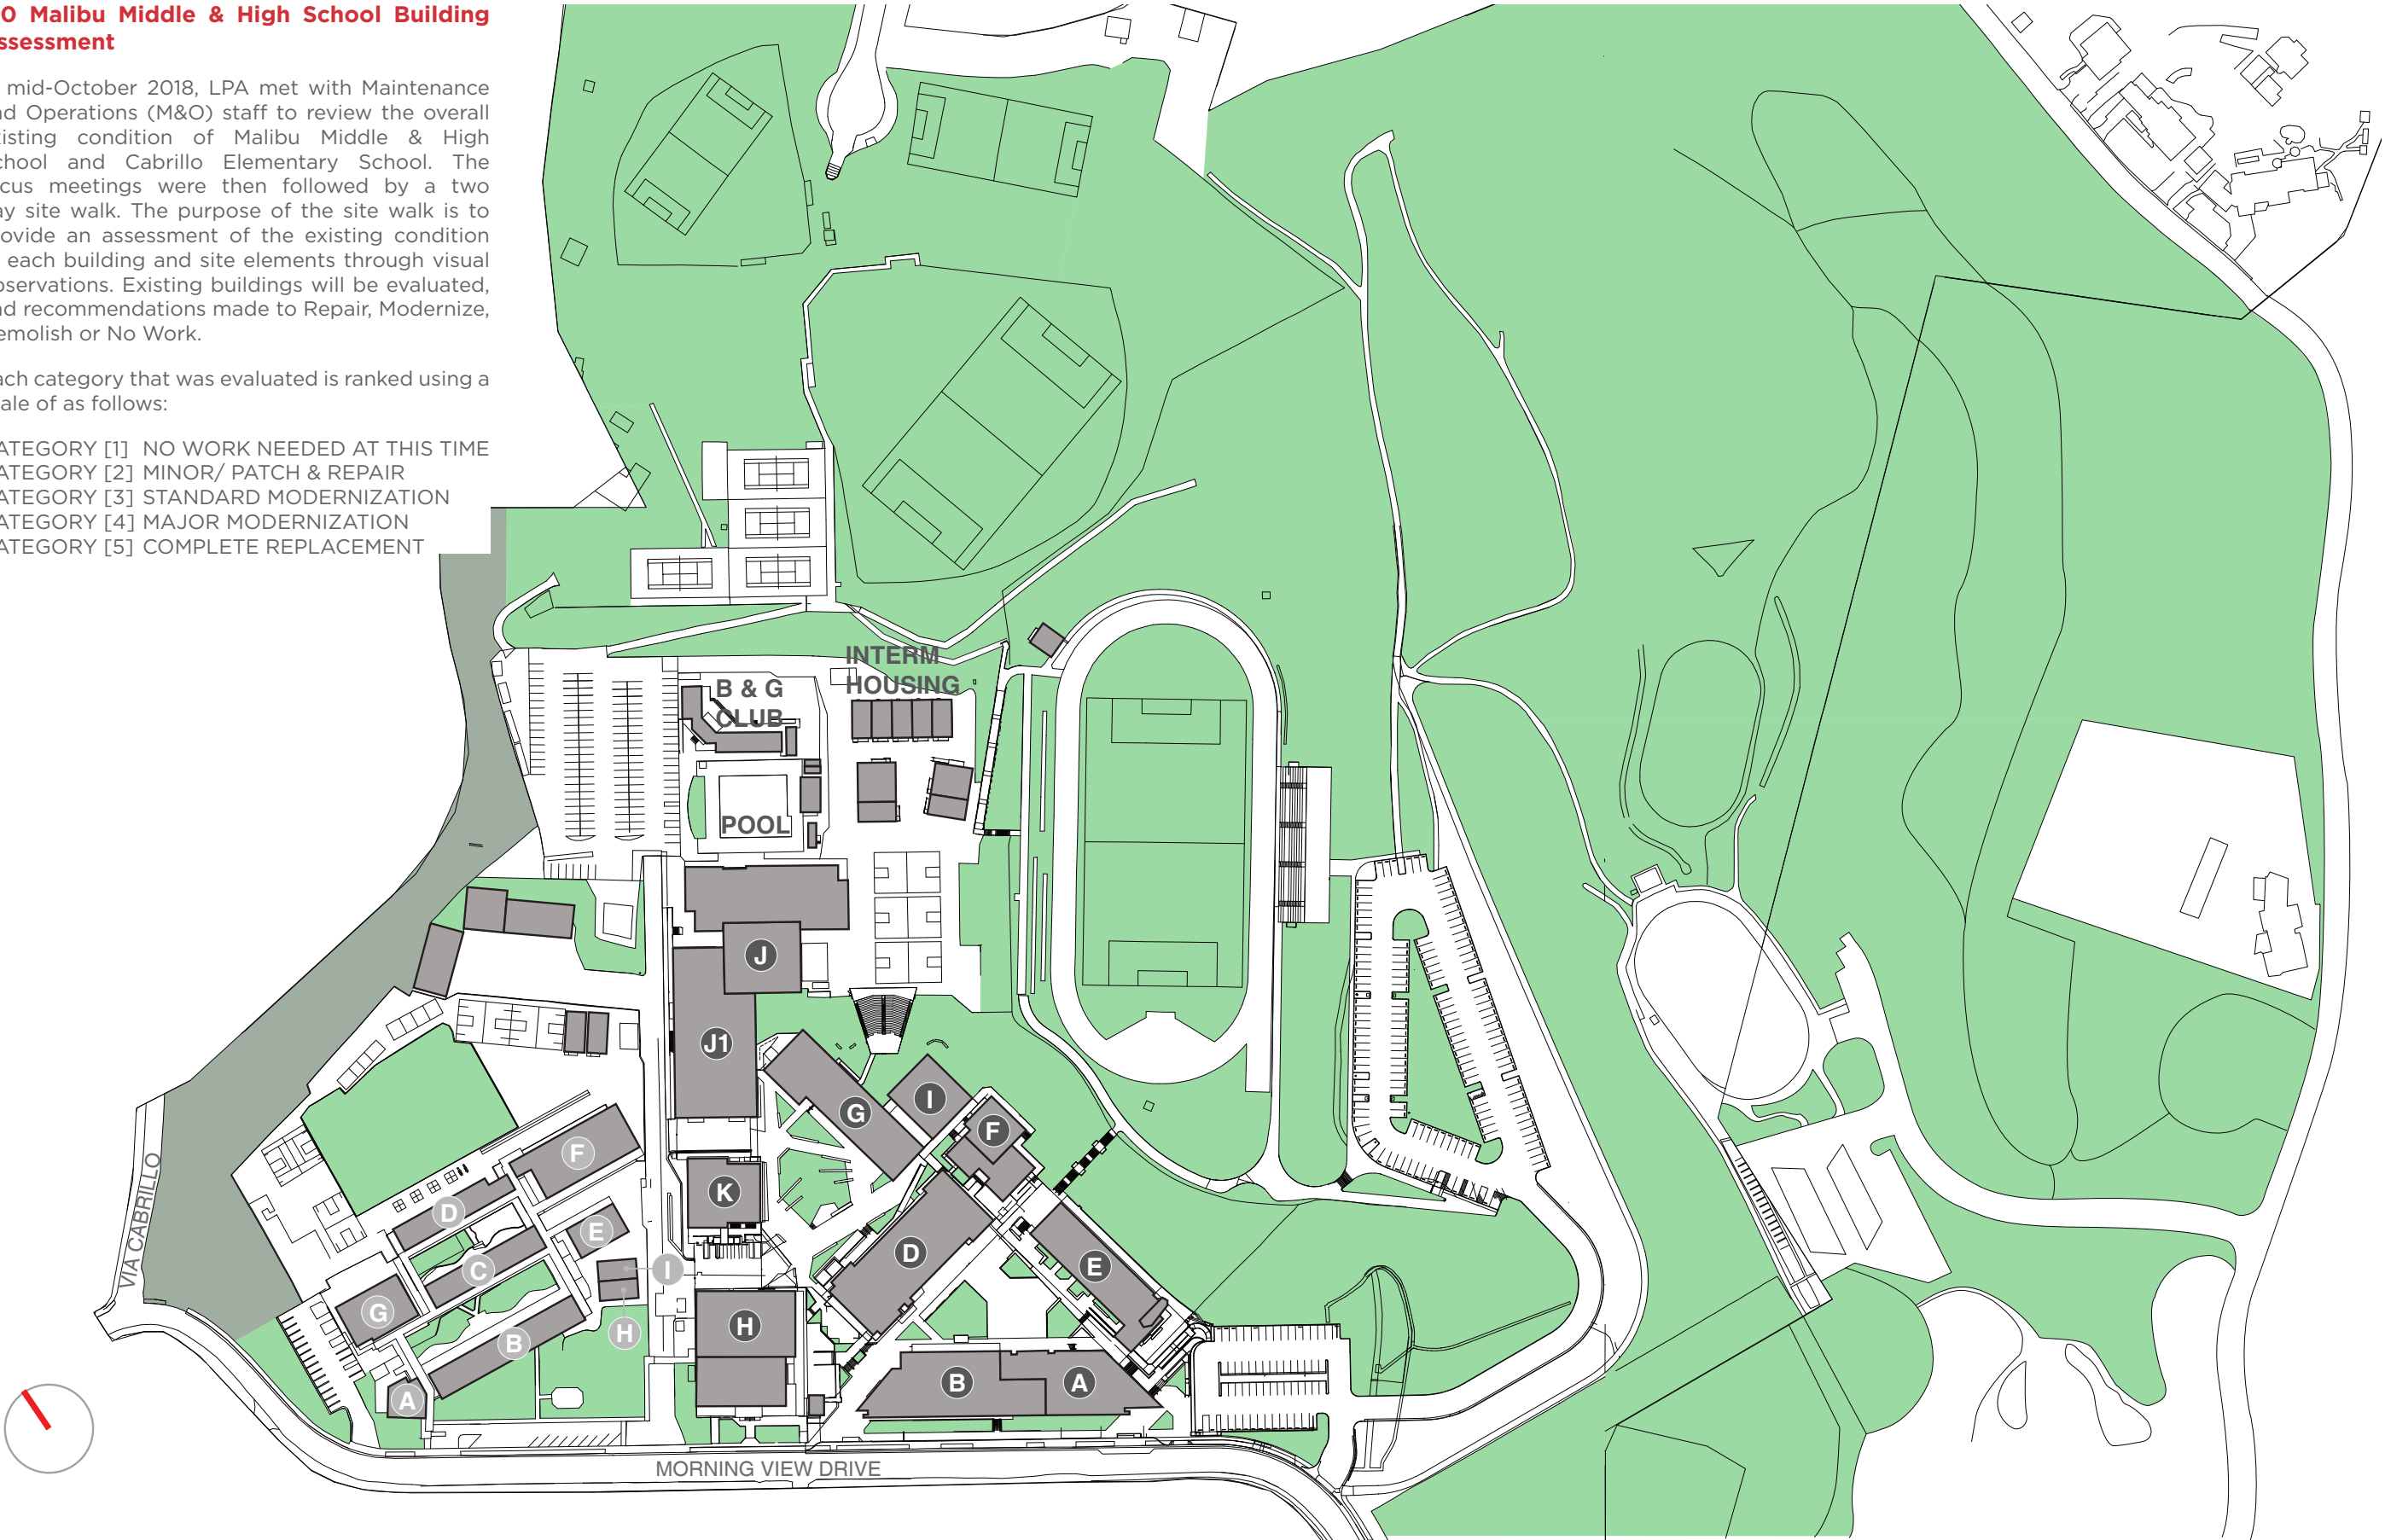 0 Malibu Middle & High School Building
ssessment
mid-October 2018, LPA met with Maintenance
d Operations (M&O) staff to review the overall
isting condition of Malibu Middle & High
chool and Cabrillo Elementary School. The
cus meetings were then followed by a two
ay site walk. The purpose of the site walk is to
ovide an assessment of the existing condition
each building and site elements through visual
servations. Existing buildings will be evaluated,
d recommendations made to Repair, Modernize,
emolish or No Work.
ach category that was evaluated is ranked using a
ale of as follows:
ATEGORY [1] NO WORK NEEDED AT THIS TIME
ATEGORY [2] MINOR/ PATCH & REPAIR
ATEGORY [3] STANDARD MODERNIZATION
ATEGORY [4] MAJOR MODERNIZATION
ATEGORY [5] COMPLETE REPLACEMENT
INTERM
HOUSING
B & G
CLUB
POOL
J
J1
G
I
F
K
D
E
H
B
A
F
D
E
C
I
G
H
B
A
VIA CABRILLO
MORNING VIEW DRIVE